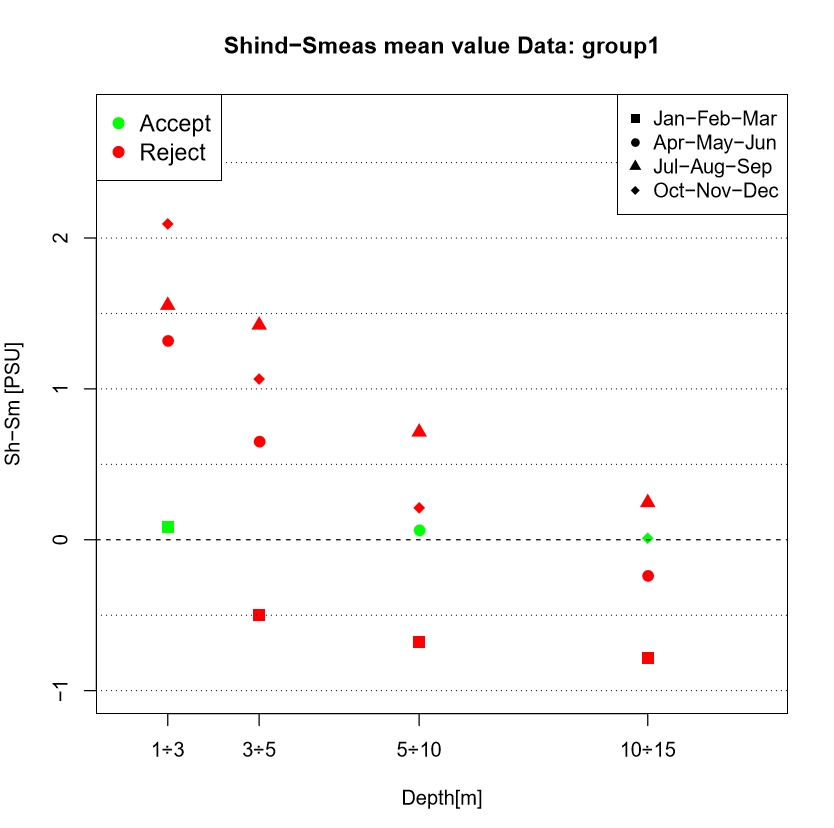 Shind−Smeas mean value Data: group1
Accept
Reject
Jan−Feb−Mar
Apr−May−Jun
Jul−Aug−Sep
Oct−Nov−Dec
2
1
0
−1
Sh−Sm [PSU]
1÷3 3÷5 5÷10 10÷15
Depth[m]